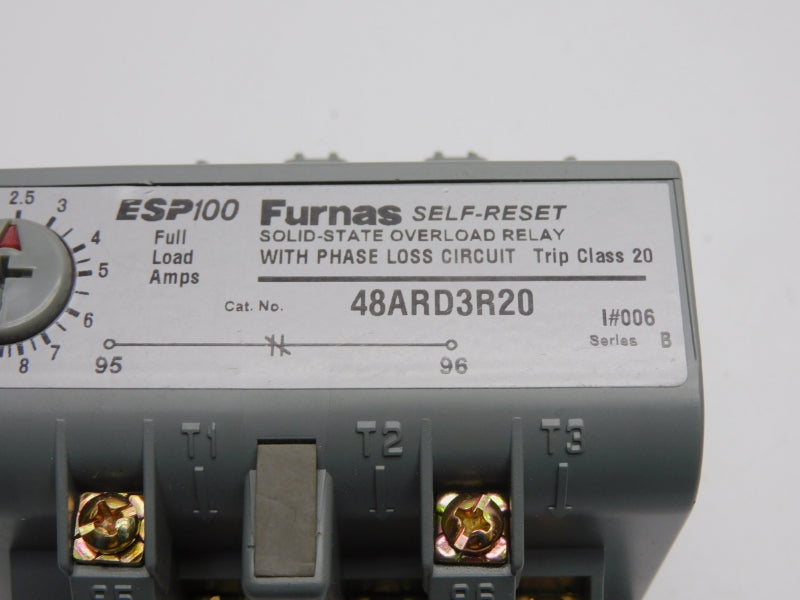 2.5
3
4
5
6
7
8
ESP100 Furnas SELF-RESET
Full
Load
Amps
SOLID-STATE OVERLOAD RELAY
WITH PHASE LOSS CIRCUIT Trip Class 20
Cat. No. 48ARD3R20
I#006
Series B
95 96
T1 T2 T3